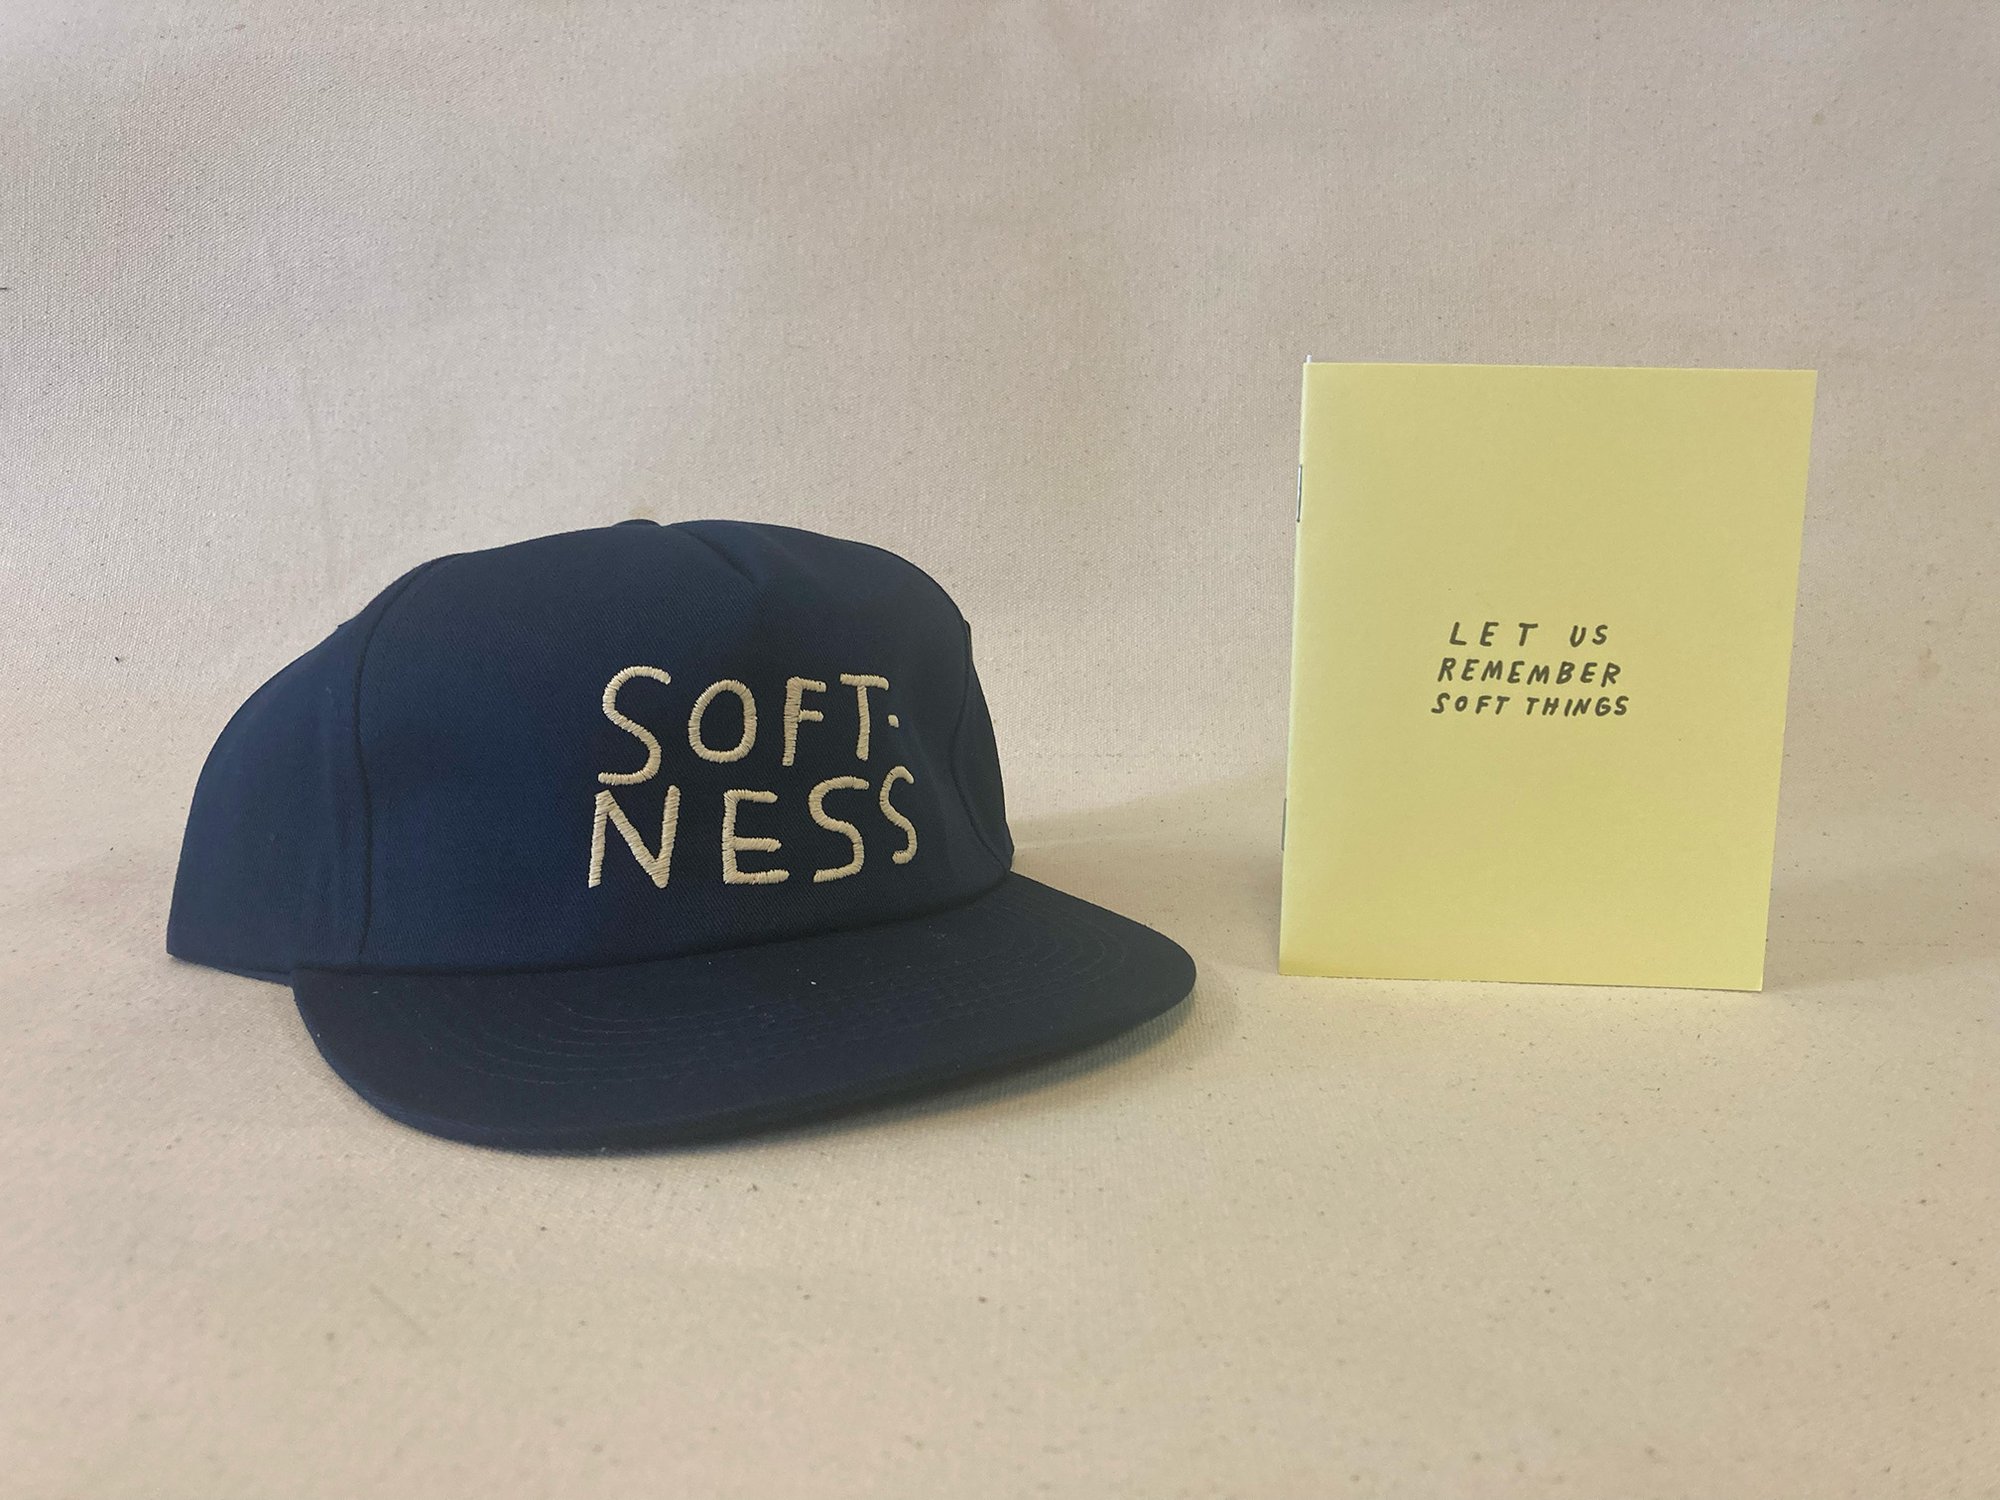 SOFT-
NESS
LET US
REMEMBER
SOFT THINGS